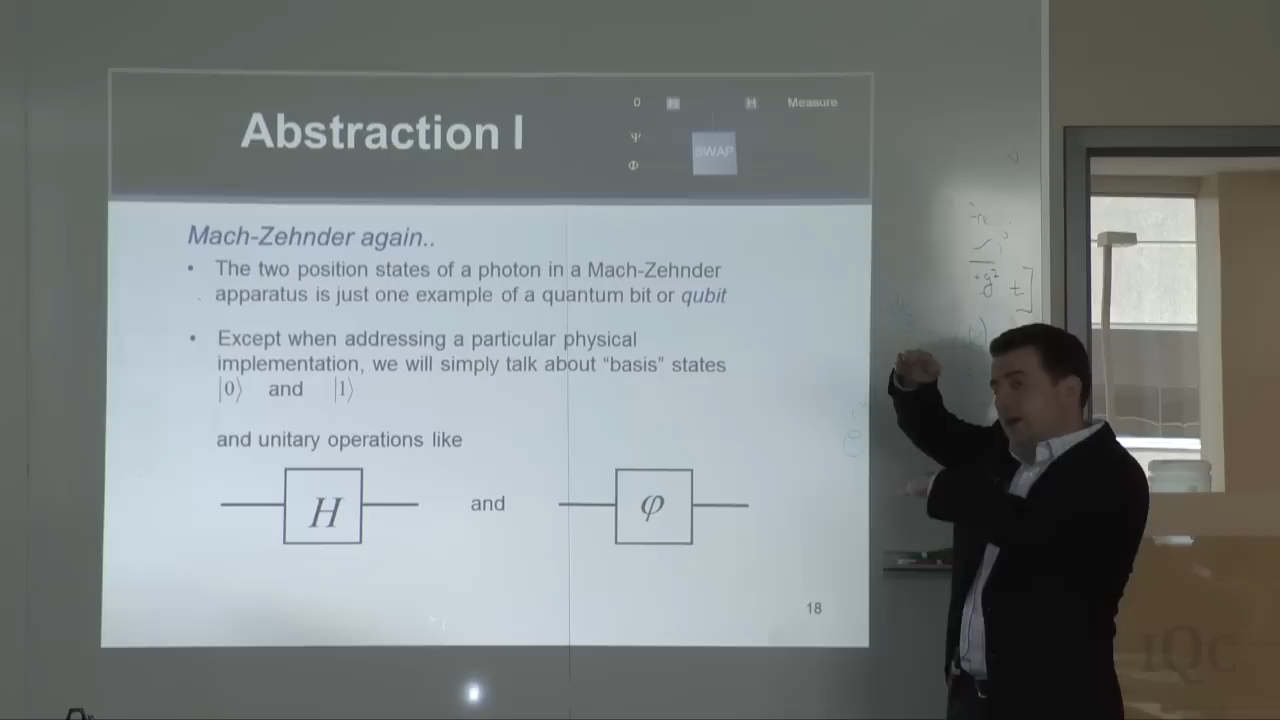 Abstraction I
0 H H Measure
Ψ
SWAP
Φ
Mach-Zehnder again..
• The two position states of a photon in a Mach-Zehnder
apparatus is just one example of a quantum bit or qubit
• Except when addressing a particular physical
implementation, we will simply talk about “basis” states
|0⟩ and |1⟩
and unitary operations like
H and φ
18
IQC